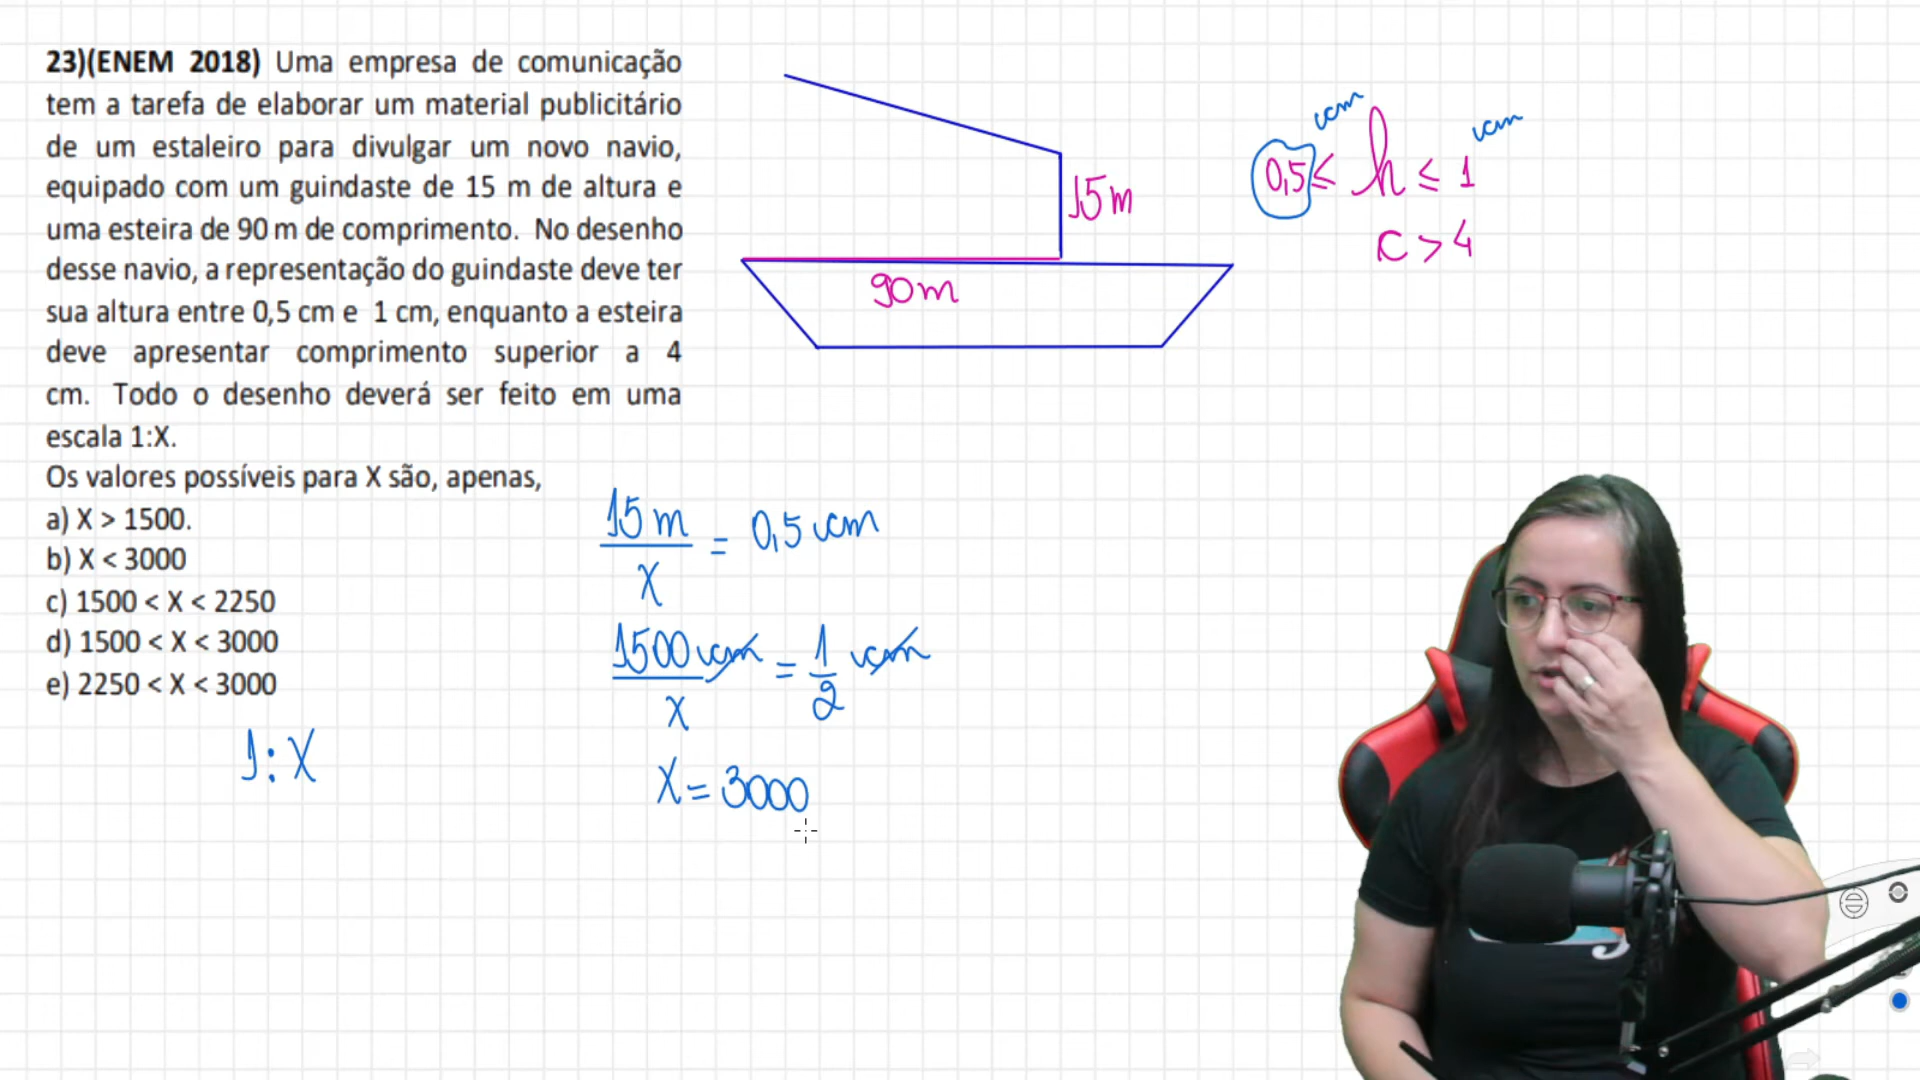 23)(ENEM 2018) Uma empresa de comunicação
tem a tarefa de elaborar um material publicitário
de um estaleiro para divulgar um novo navio,
equipado com um guindaste de 15 m de altura e
uma esteira de 90 m de comprimento. No desenho
desse navio, a representação do guindaste deve ter
sua altura entre 0,5 cm e 1 cm, enquanto a esteira
deve apresentar comprimento superior a 4
cm. Todo o desenho deverá ser feito em uma
escala 1:X.
Os valores possíveis para X são, apenas,
a) X > 1500.
b) X < 3000
c) 1500 < X < 2250
d) 1500 < X < 3000
e) 2250 < X < 3000
1:X
15m
90m
cm cm
0,5 ≤ h ≤ 1
c > 4
15 m / x = 0,5 cm
1500 cm / x = 1/2 cm
x = 3000